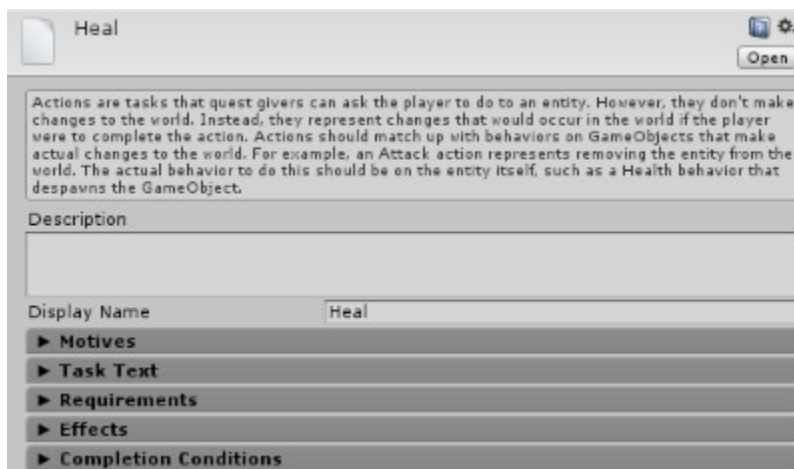 Heal
Open
Actions are tasks that quest givers can ask the player to do to an entity. However, they don't make
changes to the world. Instead, they represent changes that would occur in the world if the player
were to complete the action. Actions should match up with behaviors on GameObjects that make
actual changes to the world. For example, an Attack action represents removing the entity from the
world. The actual behavior to do this should be on the entity itself, such as a Health behavior that
despawns the GameObject.
Description
Display Name Heal
Motives
Task Text
Requirements
Effects
Completion Conditions